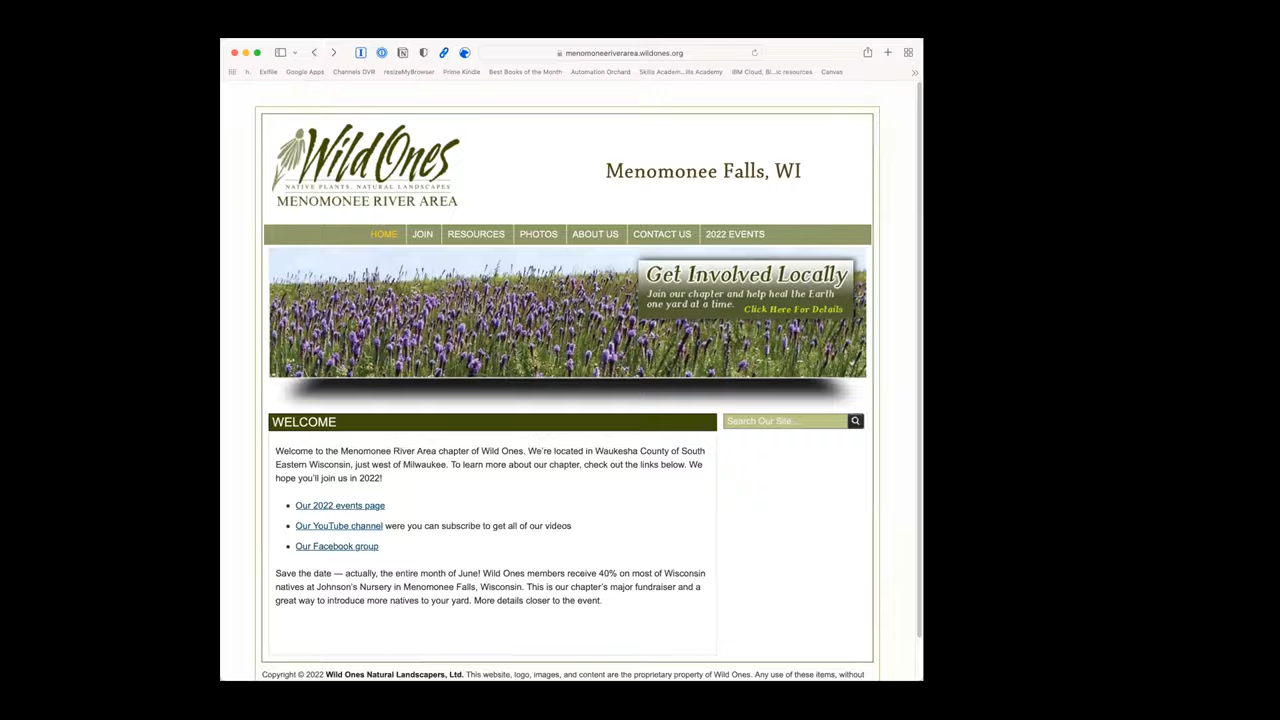 menomoneeriverarea.wildones.org
h. Exifile Google Apps Channels DVR resizeMyBrowser Prime Kindle Best Books of the Month Automation Orchard Skills Academ...lls Academy IBM Cloud, Bl...ic resources Canvas
Wild Ones
NATIVE PLANTS, NATURAL LANDSCAPES
MENOMONEE RIVER AREA
Menomonee Falls, WI
HOME JOIN RESOURCES PHOTOS ABOUT US CONTACT US 2022 EVENTS
Get Involved Locally
Join our chapter and help heal the Earth
one yard at a time. Click Here For Details
WELCOME
Search Our Site...
Welcome to the Menomonee River Area chapter of Wild Ones. We're located in Waukesha County of South
Eastern Wisconsin, just west of Milwaukee. To learn more about our chapter, check out the links below. We
hope you'll join us in 2022!
• Our 2022 events page
• Our YouTube channel were you can subscribe to get all of our videos
• Our Facebook group
Save the date — actually, the entire month of June! Wild Ones members receive 40% on most of Wisconsin
natives at Johnson's Nursery in Menomonee Falls, Wisconsin. This is our chapter's major fundraiser and a
great way to introduce more natives to your yard. More details closer to the event.
Copyright © 2022 Wild Ones Natural Landscapers, Ltd. This website, logo, images, and content are the proprietary property of Wild Ones. Any use of these items, without